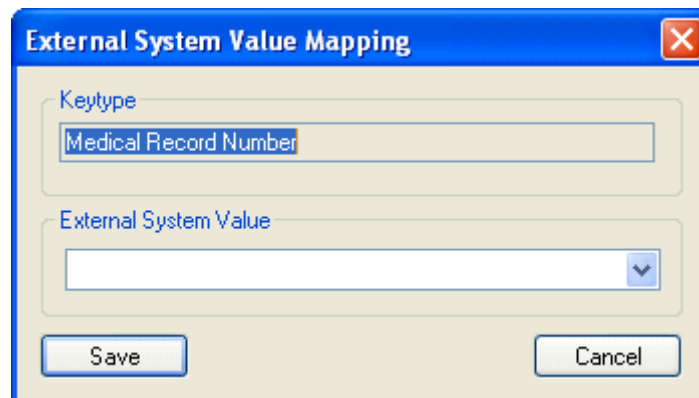 External System Value Mapping
Keytype
Medical Record Number
External System Value
Save Cancel